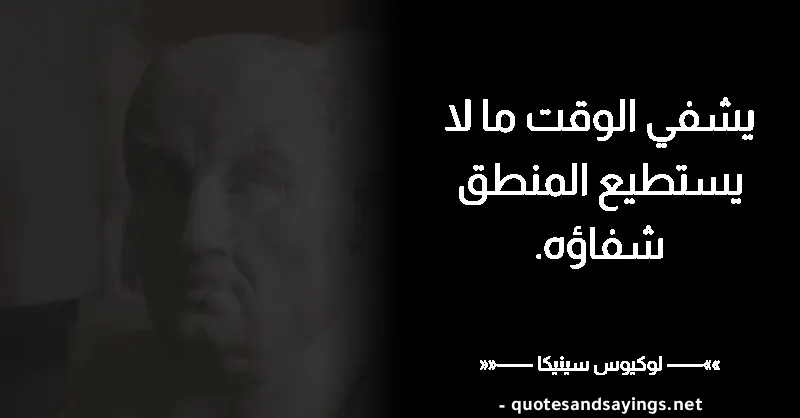 يشفي الوقت ما لا
يستطيع المنطق
شفاؤه.
»»—— لوكيوس سينيكا ——««
- quotesandsayings.net